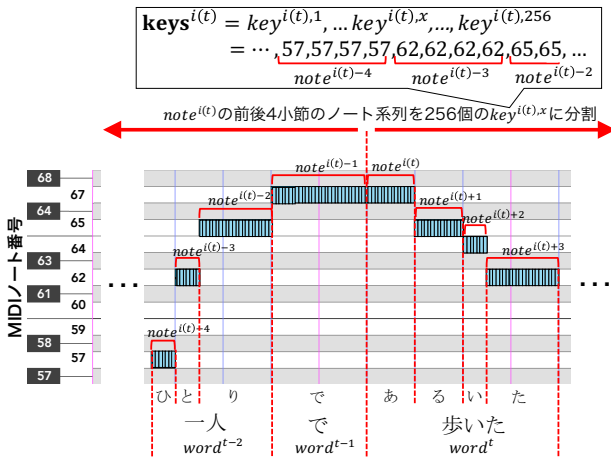 keys^{i(t)} = key^{i(t),1}, … key^{i(t),x},…, key^{i(t),256}
= ⋯,57,57,57,57,62,62,62,62,65,65, …
note^{i(t)−4} note^{i(t)−3} note^{i(t)−2}
note^{i(t)}の前後4小節のノート系列を256個のkey^{i(t),x}に分割
MIDIノート番号
68
67
64
65
64
63
62
61
60
59
58
57
57
note^{i(t)−1} note^{i(t)}
note^{i(t)−2} note^{i(t)+1}
note^{i(t)+2}
note^{i(t)−3} note^{i(t)+3}
... ...
note^{i(t)−4}
ひ と り で あ る い た
一人 で 歩いた
word^{t−2} word^{t−1} word^{t}